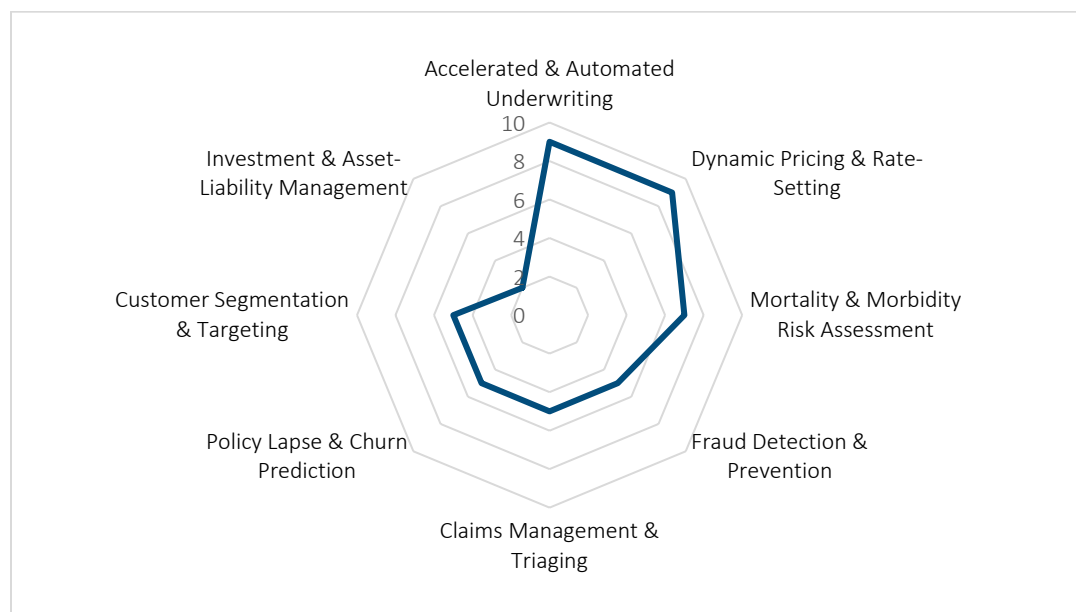 Accelerated & Automated
Underwriting
10
Investment & Asset-
Liability Management
Dynamic Pricing & Rate-
Setting
8
6
4
2
0
Customer Segmentation
& Targeting
Mortality & Morbidity
Risk Assessment
Policy Lapse & Churn
Prediction
Fraud Detection &
Prevention
Claims Management &
Triaging